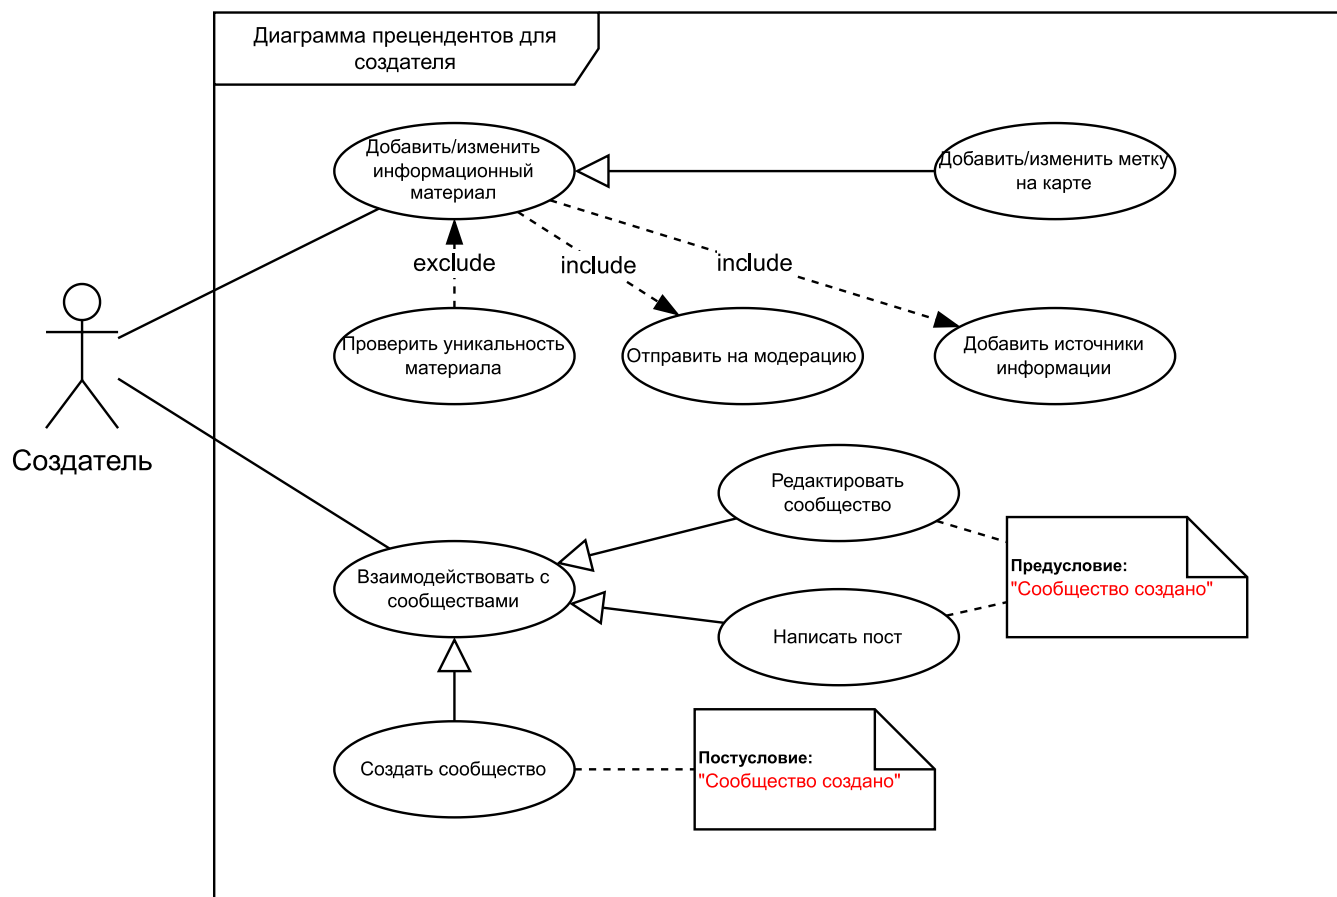 Диаграмма прецендентов для
создателя
Добавить/изменить
информационный
материал
Добавить/изменить метку
на карте
exclude
include
include
Проверить уникальность
материала
Отправить на модерацию
Добавить источники
информации
Создатель
Редактировать
сообщество
Предусловие:
"Сообщество создано"
Взаимодействовать с
сообществами
Написать пост
Создать сообщество
Постусловие:
"Сообщество создано"